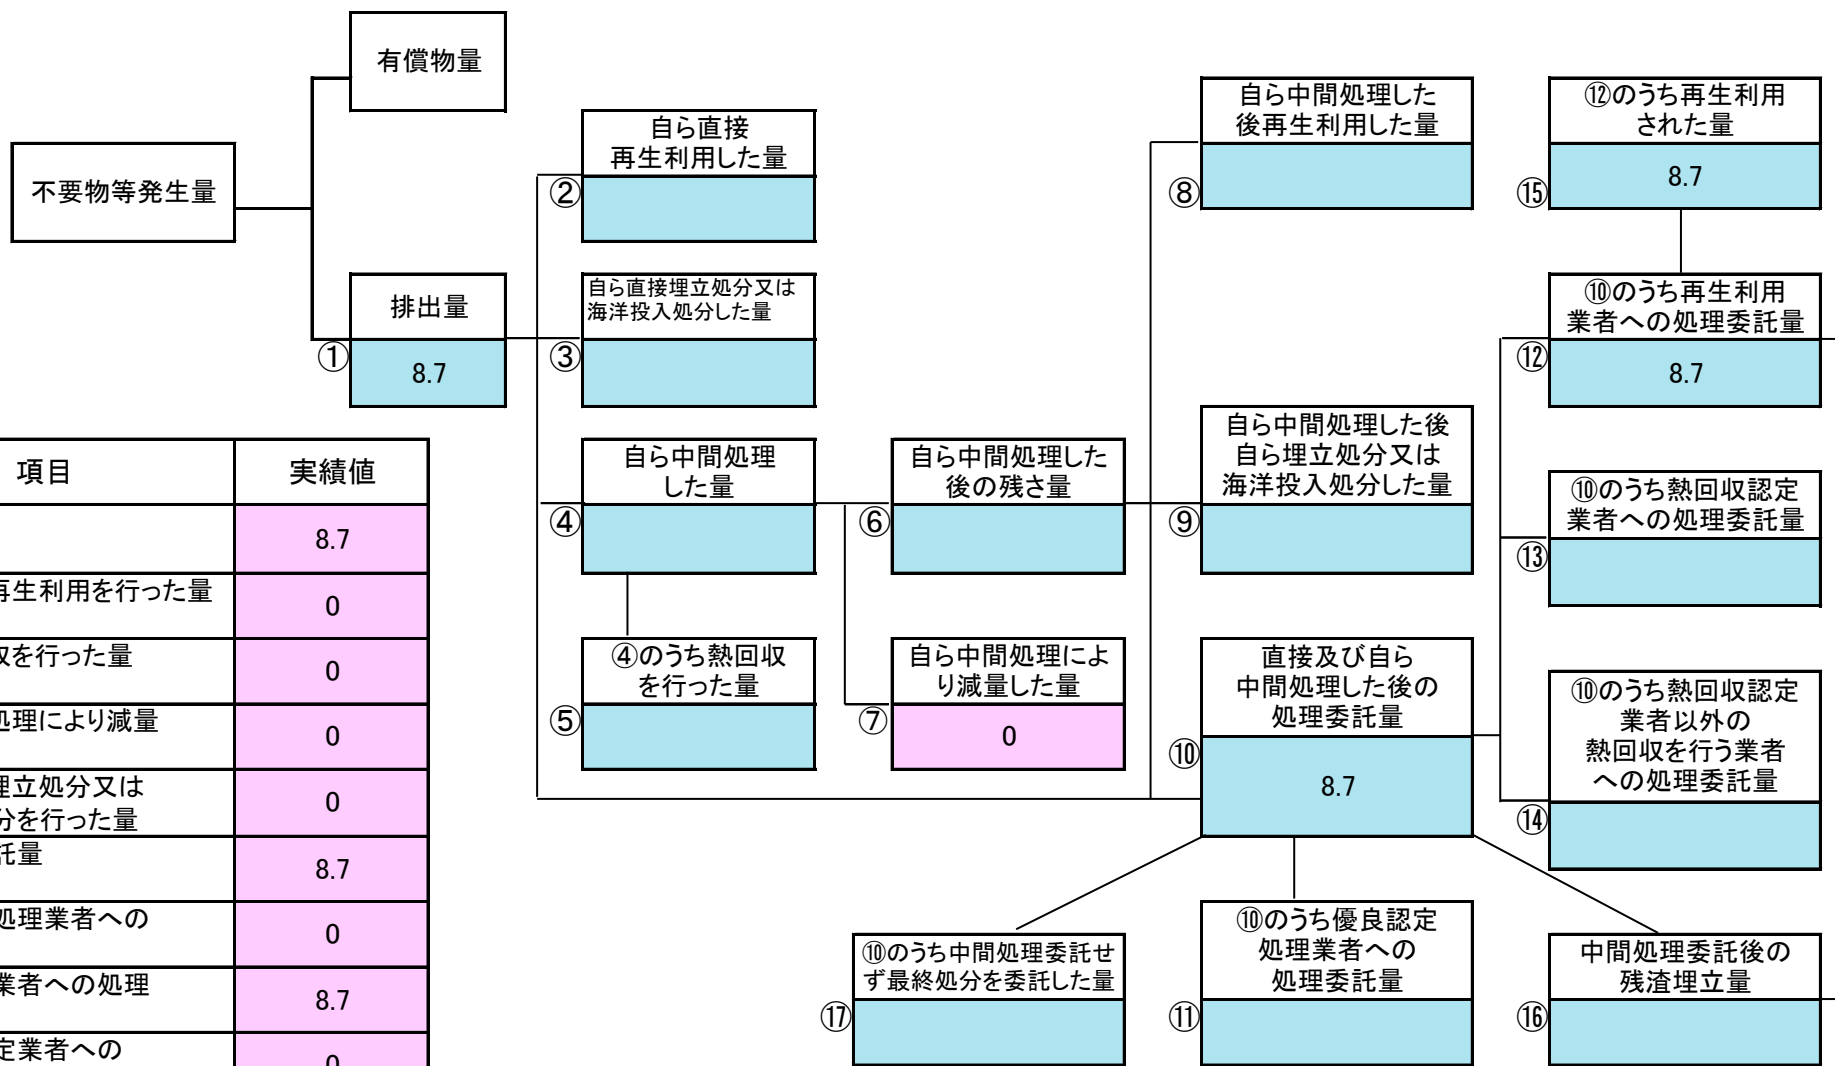 有償物量
不要物等発生量
排出量
①
8.7
自ら直接
再生利用した量
②
自ら直接埋立処分又は
海洋投入処分した量
③
自ら中間処理
した量
④
④のうち熱回収
を行った量
⑤
自ら中間処理した
後の残さ量
⑥
自ら中間処理によ
り減量した量
⑦
0
自ら中間処理した
後再生利用した量
⑧
自ら中間処理した後
自ら埋立処分又は
海洋投入処分した量
⑨
直接及び自ら
中間処理した後の
処理委託量
⑩
8.7
⑫のうち再生利用
された量
⑮
8.7
⑩のうち再生利用
業者への処理委託量
⑫
8.7
⑩のうち熱回収認定
業者への処理委託量
⑬
⑩のうち熱回収認定
業者以外の
熱回収を行う業者
への処理委託量
⑭
⑩のうち中間処理委託せ
ず最終処分を委託した量
⑰
⑩のうち優良認定
処理業者への
処理委託量
⑪
中間処理委託後の
残渣埋立量
⑯
項目 実績値
8.7
再生利用を行った量 0
収を行った量 0
処理により減量 0
埋立処分又は
分を行った量 0
託量 8.7
処理業者への 0
業者への処理 8.7
定業者への 0